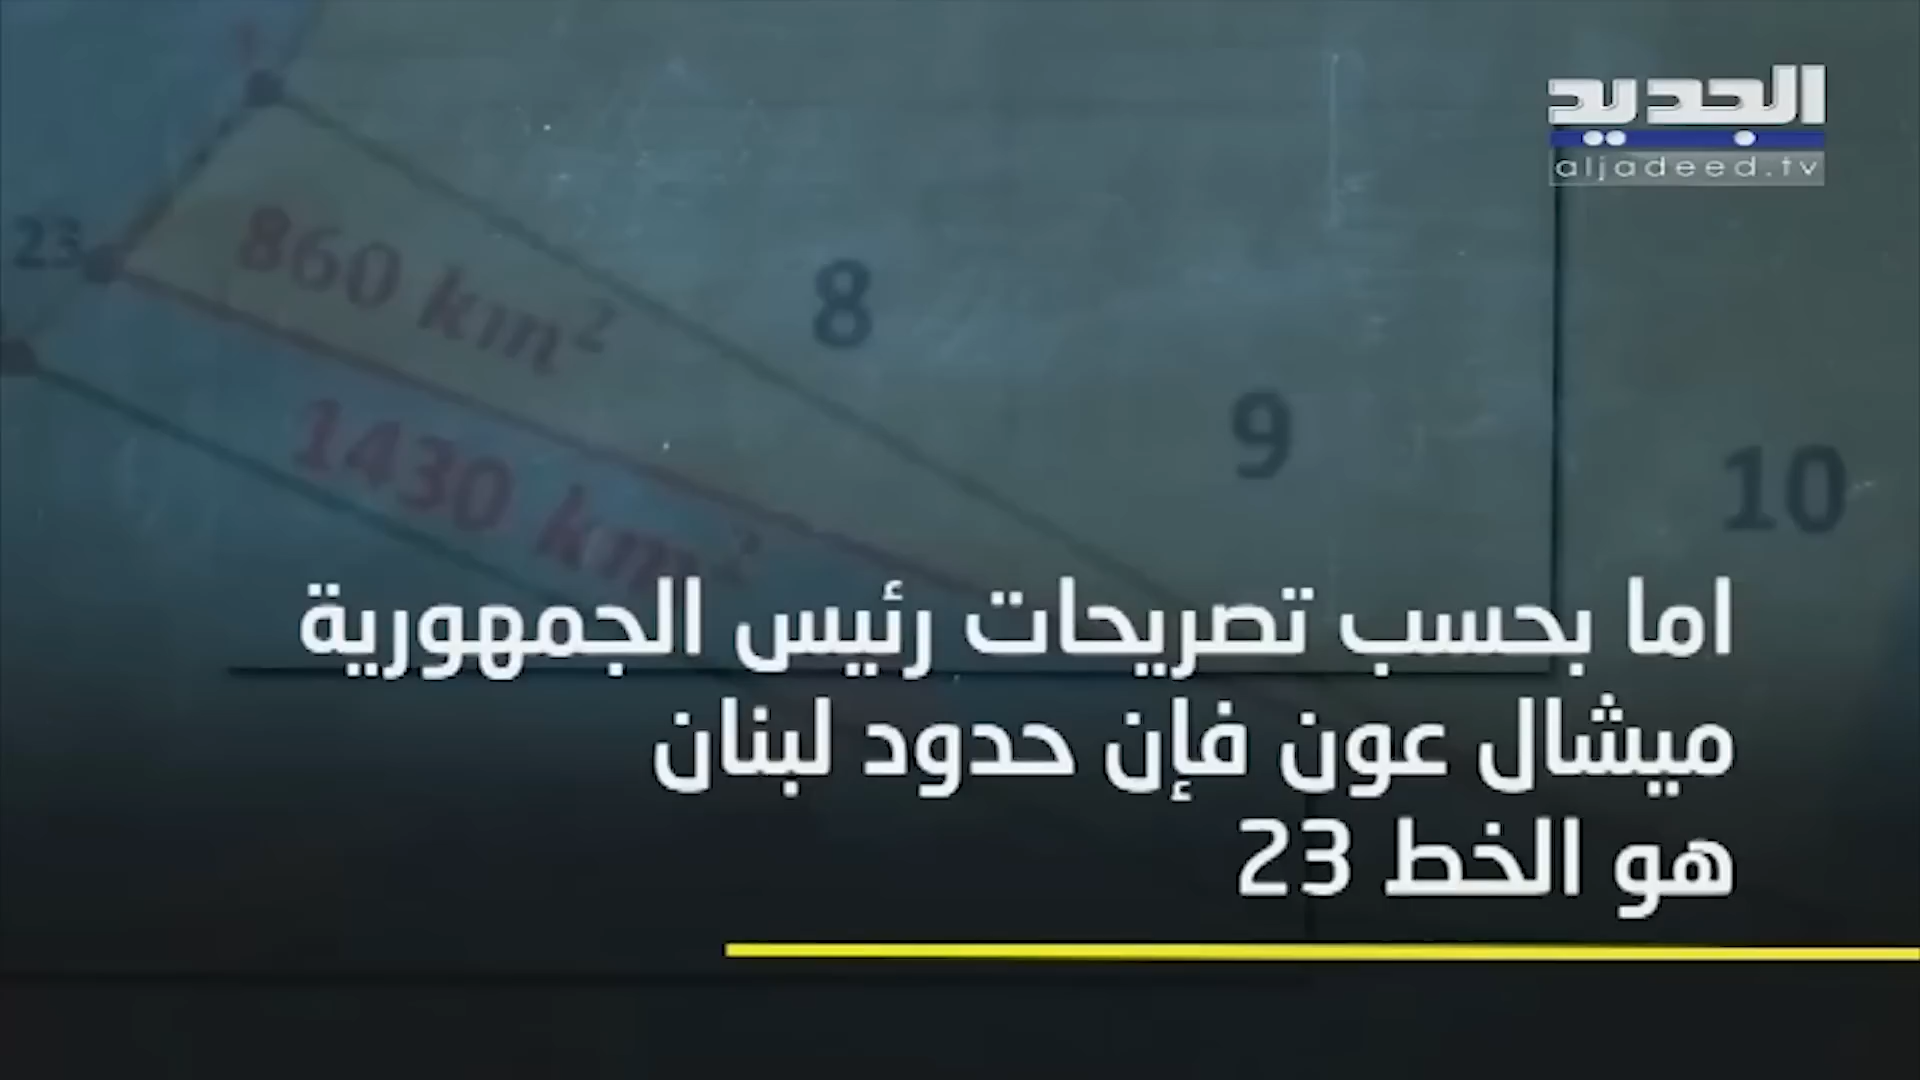 الجديد
aljadeed.tv
1
23
860 km²
8
9
10
1430 km²
اما بحسب تصريحات رئيس الجمهورية
ميشال عون فإن حدود لبنان
هو الخط 23